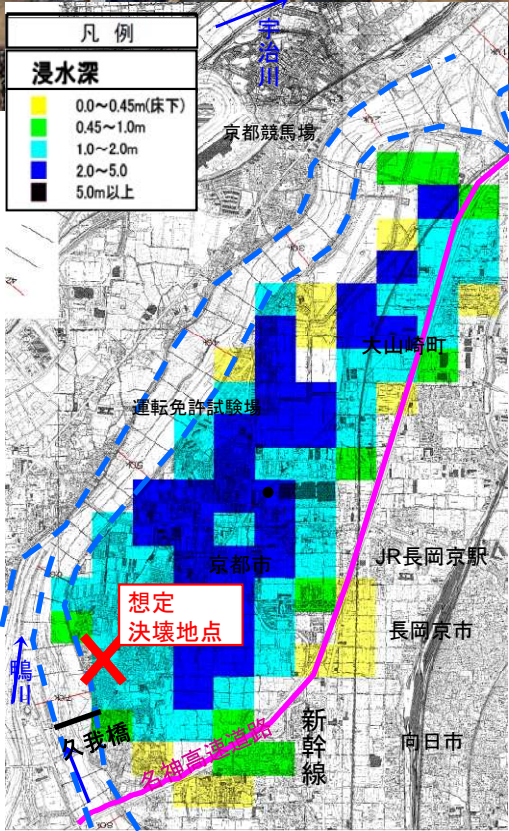 凡 例
浸水深
0.0～0.45m(床下)
0.45～1.0m
1.0～2.0m
2.0～5.0
5.0m以上
宇治川
京都競馬場
大山崎町
運転免許試験場
京都市
JR長岡京駅
想定
決壊地点
長岡京市
鴨川
久我橋
新幹線
向日市
名神高速道路